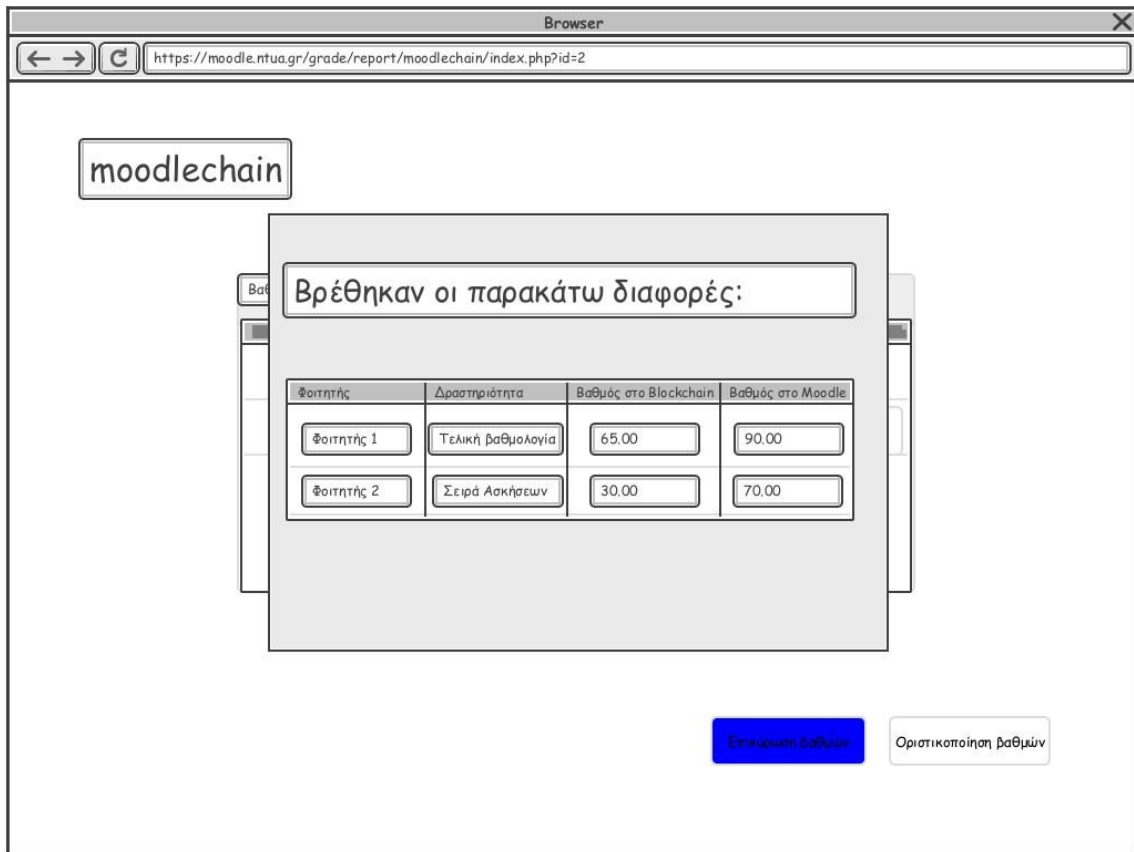 Browser
https://moodle.ntua.gr/grade/report/moodlechain/index.php?id=2
moodlechain
Βρέθηκαν οι παρακάτω διαφορές:
Φοιτητής Δραστηριότητα Βαθμός στο Blockchain Βαθμός στο Moodle
Φοιτητής 1 Τελική βαθμολογία 65.00 90.00
Φοιτητής 2 Σειρά Ασκήσεων 30.00 70.00
Επικύρωση βαθμών Οριστικοποίηση βαθμών